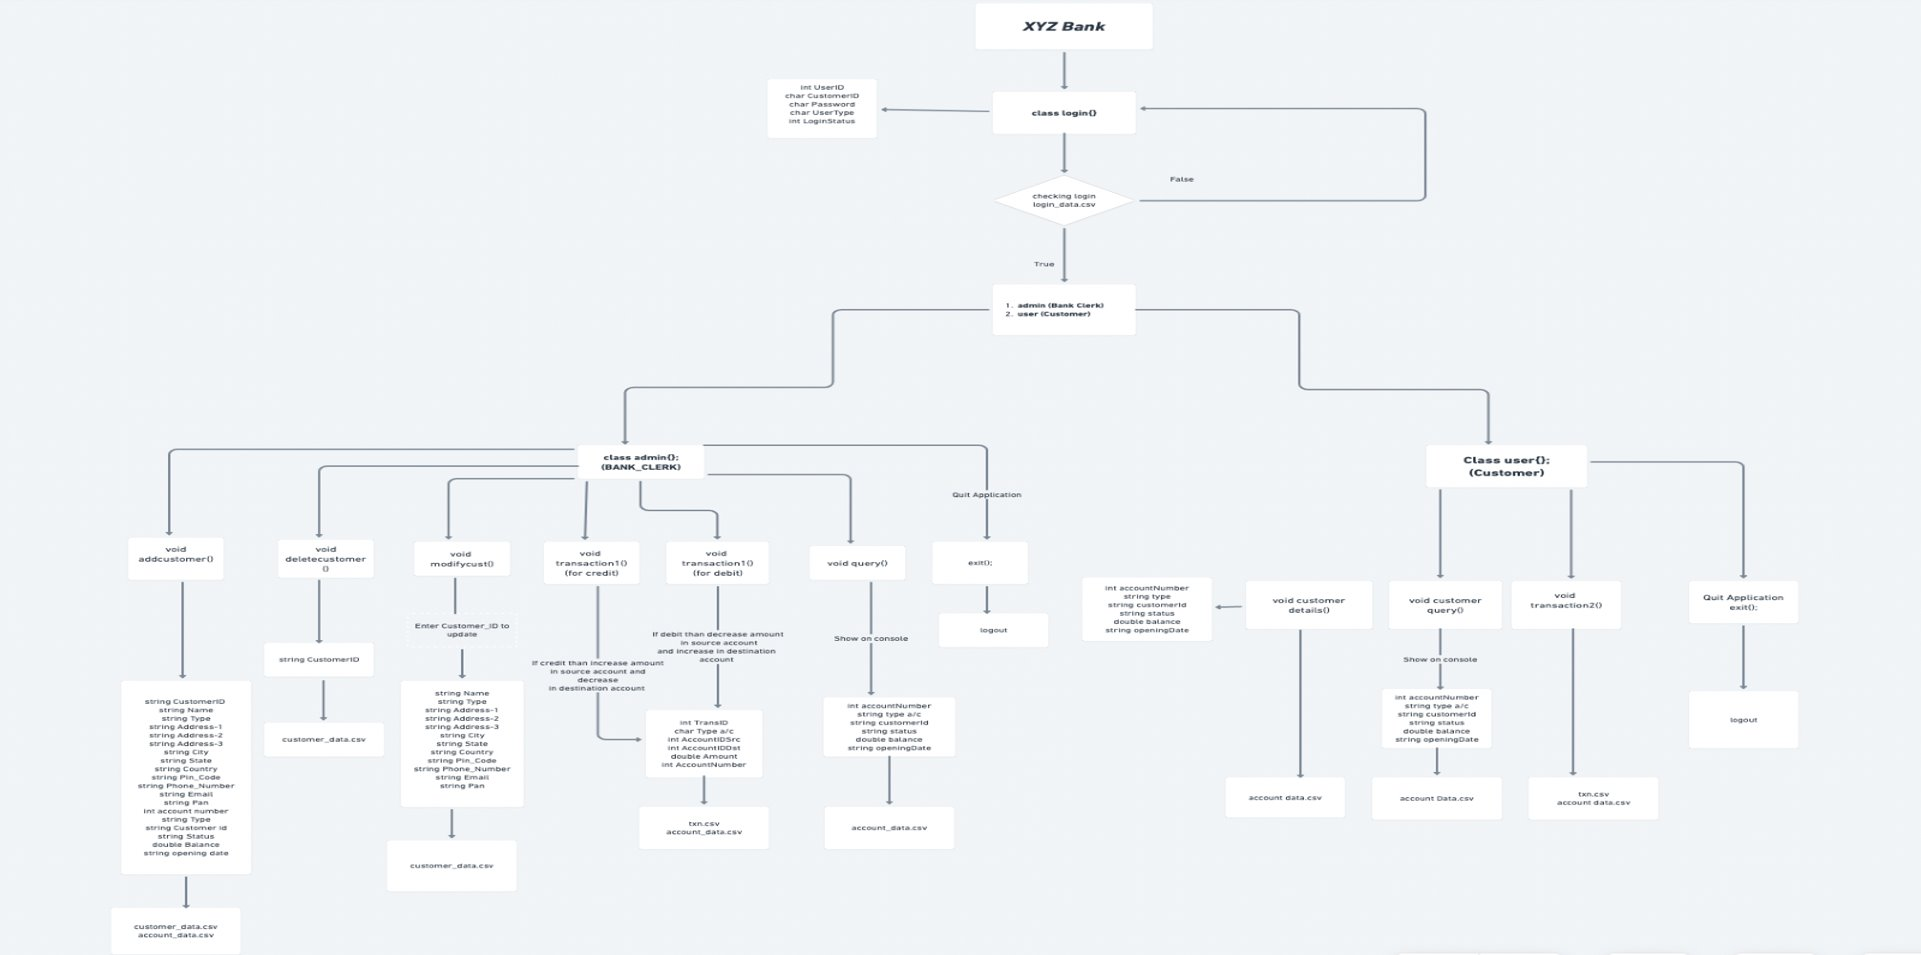 XYZ Bank
int UserID
char CustomerID
char Password
char UserType
int LoginStatus
class login{}
False
checking login
login_data.csv
True
1. admin (Bank Clerk)
2. user (Customer)
class admin{};
(BANK_CLERK)
Class user{};
(Customer)
Quit Application
void
addcustomer()
void
deletecustomer
()
void
modifycust()
void
transaction1()
(for credit)
void
transaction1()
(for debit)
void query()
exit();
int accountNumber
string type
string customerId
string status
double balance
string openingDate
void customer
details()
void customer
query()
void
transaction2()
Quit Application
exit();
Enter Customer_ID to
update
If debit than decrease amount
in source account
and increase in destination
account
Show on console
logout
string CustomerID
If credit than increase amount
in source account and
decrease
in destination account
Show on console
string CustomerID
string Name
string Type
string Address-1
string Address-2
string Address-3
string City
string State
string Country
string Pin_Code
string Phone_Number
string Email
string Pan
int account number
string Type
string Customer id
string Status
double Balance
string opening date
customer_data.csv
string Name
string Type
string Address-1
string Address-2
string Address-3
string City
string State
string Country
string Pin_Code
string Phone_Number
string Email
string Pan
int TransID
char Type a/c
int AccountIDSrc
int AccountIDDst
double Amount
int AccountNumber
int accountNumber
string type a/c
string customerId
string status
double balance
string openingDate
int accountNumber
string type a/c
string customerId
string status
double balance
string openingDate
logout
account data.csv
account Data.csv
txn.csv
account data.csv
txn.csv
account_data.csv
account_data.csv
customer_data.csv
customer_data.csv
account_data.csv